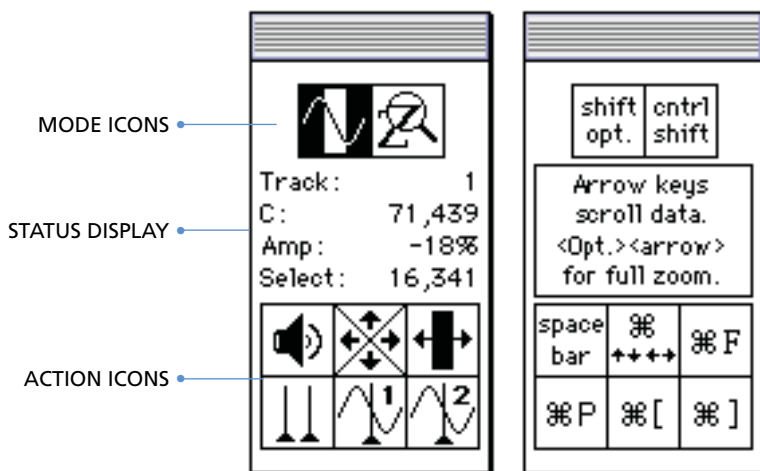 MODE ICONS
STATUS DISPLAY
ACTION ICONS
Z
Track: 1
C: 71,439
Amp: -18%
Select: 16,341
1 2
shift cntrl
opt. shift
Arrow keys
scroll data.
<Opt.><arrow>
for full zoom.
space ⌘ ⌘F
bar ↑↓←→
⌘P ⌘[ ⌘]